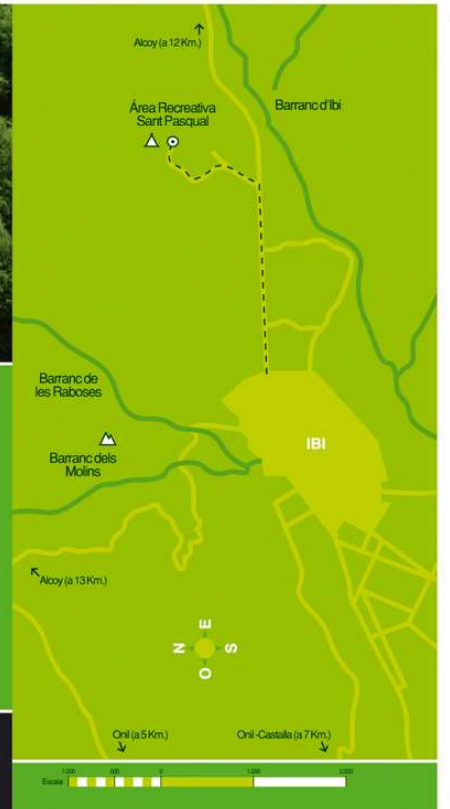 Alcoy (a 12 Km.)
Barranc d'Ibi
Área Recreativa
Sant Pasqual
Barranc de
les Raboses
Barranc dels
Molins
IBI
Alcoy (a 13 Km.)
E
N
S
O
Onil (a 5 Km.)
Onil -Castalla (a 7 Km.)
Escala
1.000
500
0
1.000
2.000